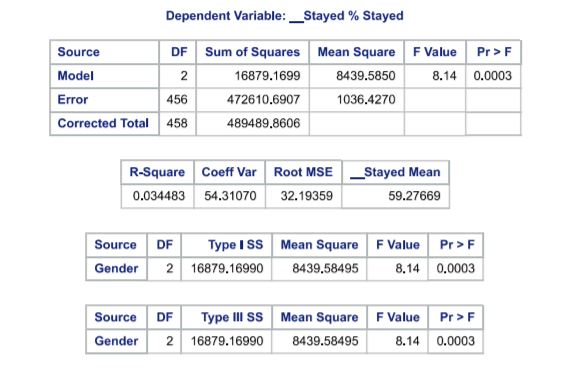 Dependent Variable: __Stayed % Stayed
Source DF Sum of Squares Mean Square F Value Pr > F
Model 2 16879.1699 8439.5850 8.14 0.0003
Error 456 472610.6907 1036.4270
Corrected Total 458 489489.8606
R-Square Coeff Var Root MSE __Stayed Mean
0.034483 54.31070 32.19359 59.27669
Source DF Type I SS Mean Square F Value Pr > F
Gender 2 16879.16990 8439.58495 8.14 0.0003
Source DF Type III SS Mean Square F Value Pr > F
Gender 2 16879.16990 8439.58495 8.14 0.0003